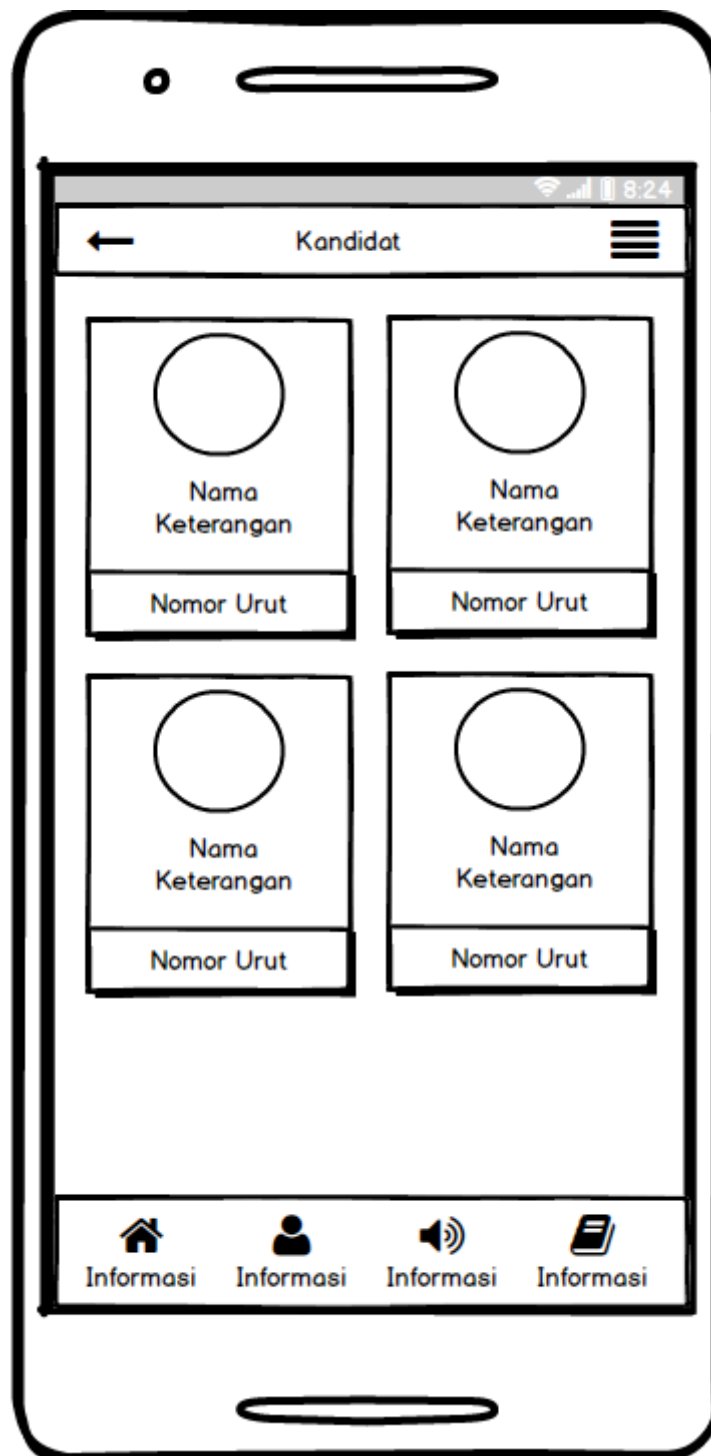 8:24
Kandidat
Nama
Keterangan
Nomor Urut
Nama
Keterangan
Nomor Urut
Nama
Keterangan
Nomor Urut
Nama
Keterangan
Nomor Urut
Informasi
Informasi
Informasi
Informasi